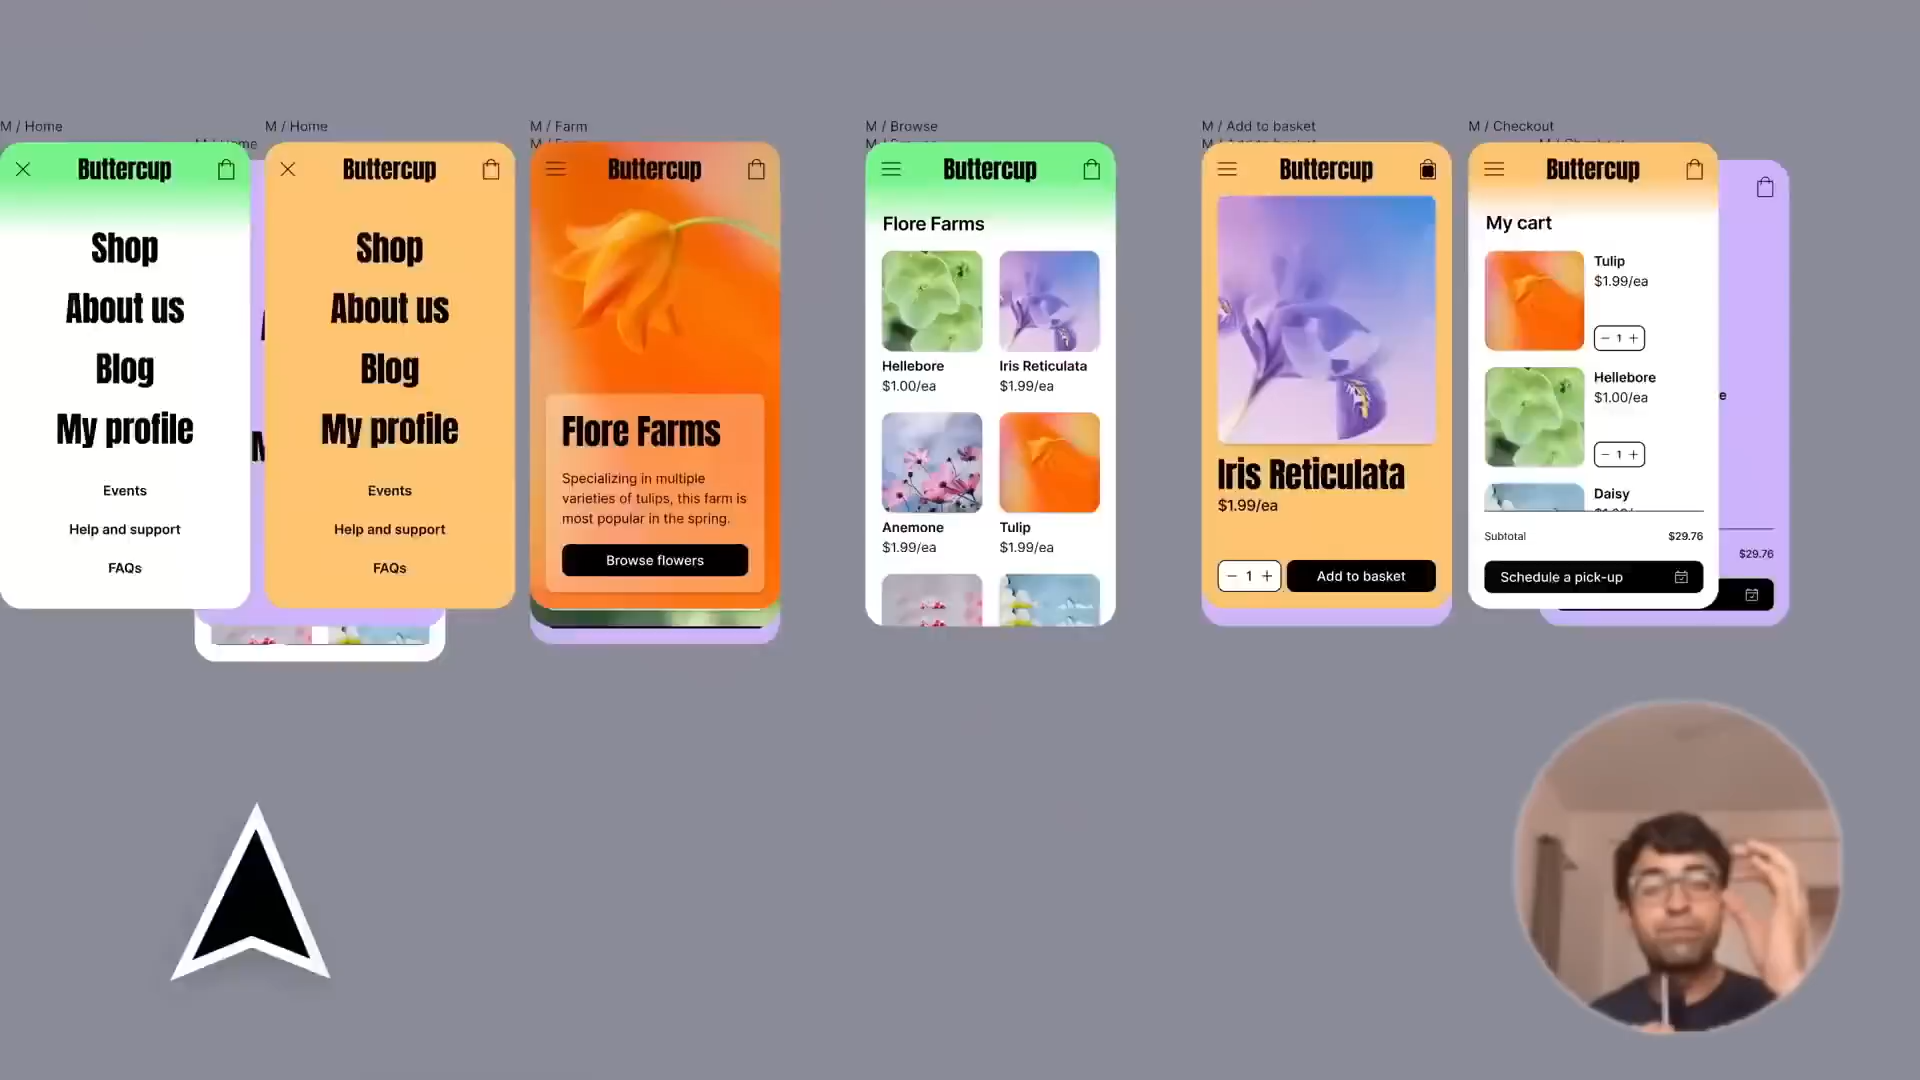 M / Home
M / Home
M / Farm
M / Browse
M / Add to basket
M / Checkout
Buttercup
Shop
About us
Blog
My profile
Events
Help and support
FAQs
Buttercup
Shop
About us
Blog
My profile
Events
Help and support
FAQs
Buttercup
Flore Farms
Specializing in multiple
varieties of tulips, this farm is
most popular in the spring.
Browse flowers
Buttercup
Flore Farms
Hellebore
$1.00/ea
Iris Reticulata
$1.99/ea
Anemone
$1.99/ea
Tulip
$1.99/ea
Buttercup
Iris Reticulata
$1.99/ea
− 1 +
Add to basket
Buttercup
My cart
Tulip
$1.99/ea
− 1 +
Hellebore
$1.00/ea
− 1 +
Daisy
Subtotal
$29.76
Schedule a pick-up
$29.76